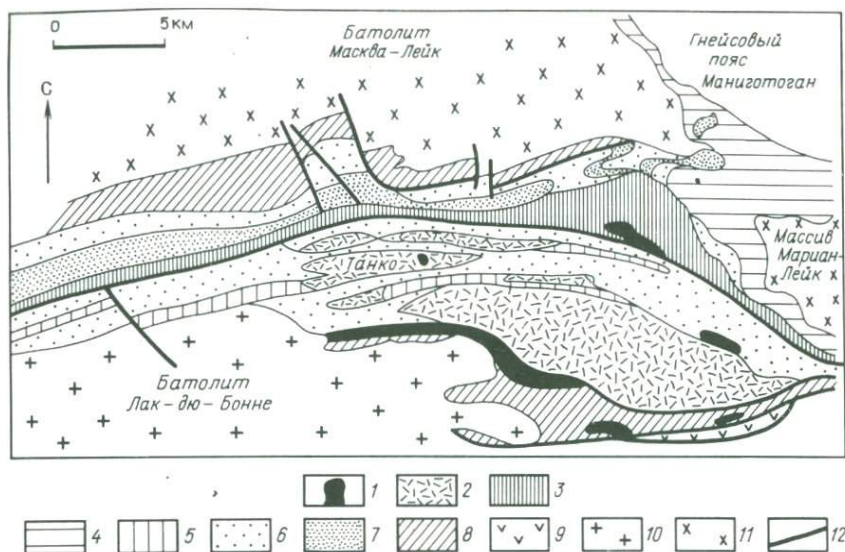 0 5 КМ
Батолит
Масква-Лейк
Гнейсовый
пояс
Маниготоган
С
Массив
Мариан-
Лейк
Танко
Батолит
Лак-дю-Бонне
1 2 3
4 5 6 7 8 9 10 11 12